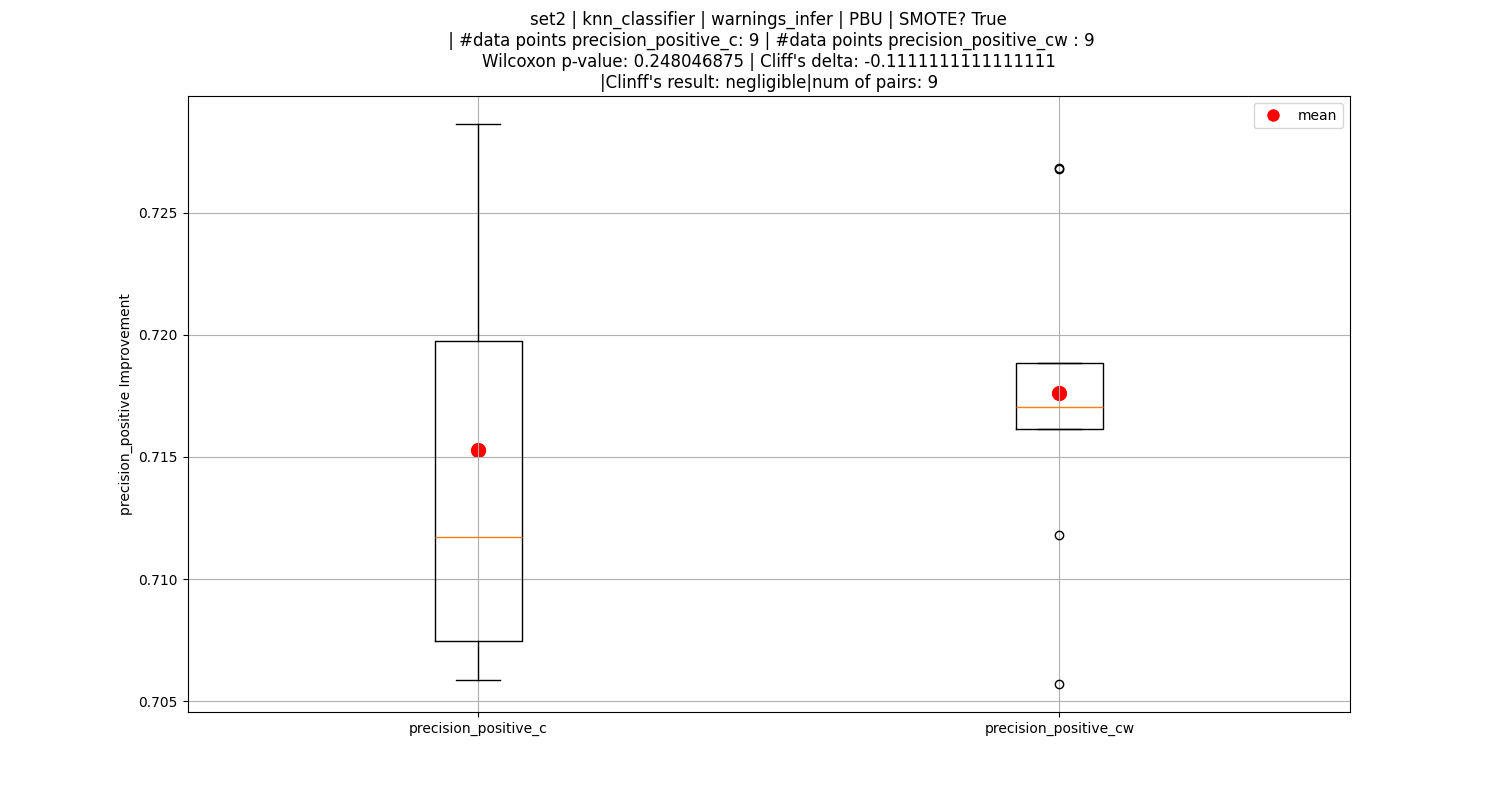 set2 | knn_classifier | warnings_infer | PBU | SMOTE? True
| #data points precision_positive_c: 9 | #data points precision_positive_cw : 9
Wilcoxon p-value: 0.248046875 | Cliff's delta: -0.1111111111111111
|Clinff's result: negligible|num of pairs: 9
mean
0.725
0.720
0.715
0.710
0.705
precision_positive Improvement
precision_positive_c
precision_positive_cw